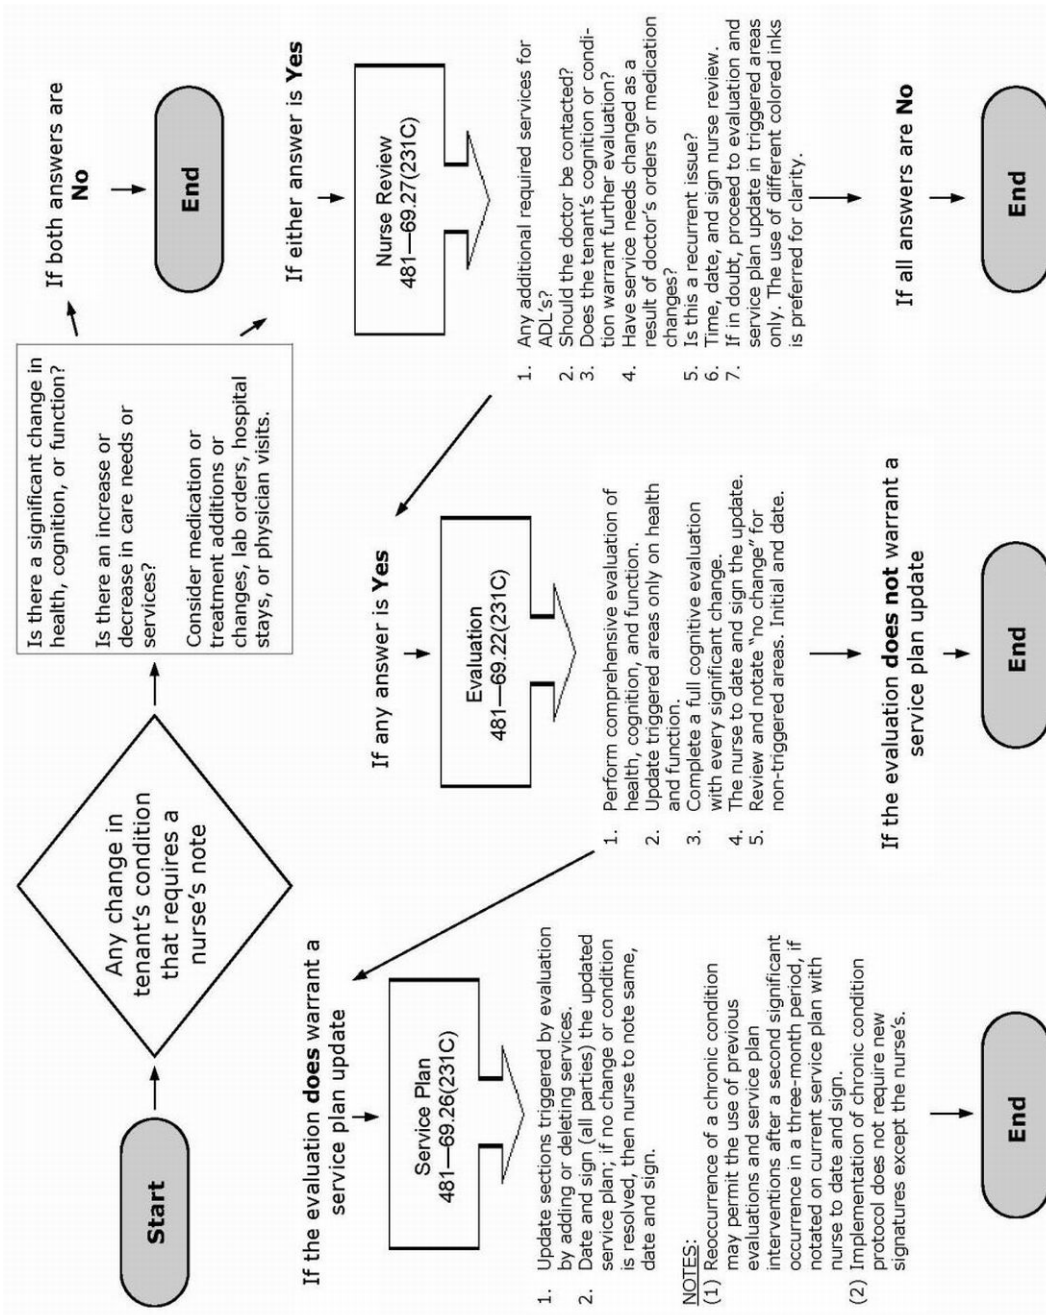 Start
Any change in
tenant's condition
that requires a
nurse's note
Is there a significant change in
health, cognition, or function?
Is there an increase or
decrease in care needs or
services?
Consider medication or
treatment additions or
changes, lab orders, hospital
stays, or physician visits.
If both answers are
No
End
If either answer is Yes
Nurse Review
481—69.27(231C)
1. Any additional required services for
ADL's?
2. Should the doctor be contacted?
3. Does the tenant's cognition or condi-
tion warrant further evaluation?
4. Have service needs changed as a
result of doctor's orders or medication
changes?
5. Is this a recurrent issue?
6. Time, date, and sign nurse review.
7. If in doubt, proceed to evaluation and
service plan update in triggered areas
only. The use of different colored inks
is preferred for clarity.
If all answers are No
End
If any answer is Yes
Evaluation
481—69.22(231C)
1. Perform comprehensive evaluation of
health, cognition, and function.
2. Update triggered areas only on health
and function.
3. Complete a full cognitive evaluation
with every significant change.
4. The nurse to date and sign the update.
5. Review and notate "no change" for
non-triggered areas. Initial and date.
If the evaluation does not warrant a
service plan update
End
If the evaluation does warrant a
service plan update
Service Plan
481—69.26(231C)
1. Update sections triggered by evaluation
by adding or deleting services.
2. Date and sign (all parties) the updated
service plan; if no change or condition
is resolved, then nurse to note same,
date and sign.
NOTES:
(1) Reoccurrence of a chronic condition
may permit the use of previous
evaluations and service plan
interventions after a second significant
occurrence in a three-month period, if
notated on current service plan with
nurse to date and sign.
(2) Implementation of chronic condition
protocol does not require new
signatures except the nurse's.
End